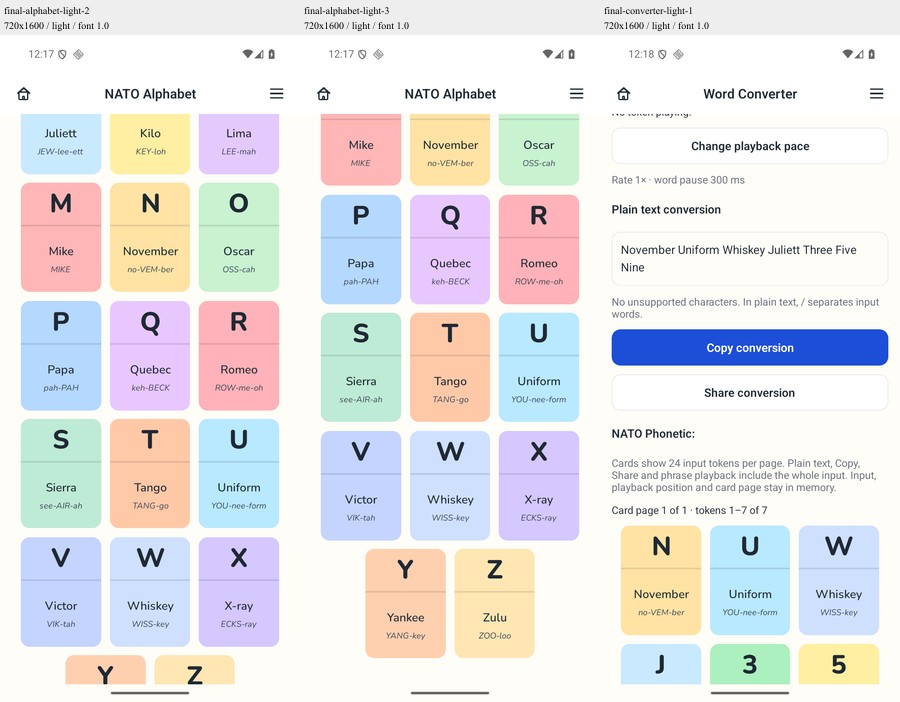 final-alphabet-light-2
720x1600 / light / font 1.0
12:17
NATO Alphabet
Juliett
Kilo
Lima
JEW-lee-ett
KEY-loh
LEE-mah
M
N
O
Mike
November
Oscar
MIKE
no-VEM-ber
OSS-cah
P
Q
R
Papa
Quebec
Romeo
pah-PAH
keh-BECK
ROW-me-oh
S
T
U
Sierra
Tango
Uniform
see-AIR-ah
TANG-go
YOU-nee-form
V
W
X
Victor
Whiskey
X-ray
VIK-tah
WISS-key
ECKS-ray
Y
Z
final-alphabet-light-3
720x1600 / light / font 1.0
12:17
NATO Alphabet
Mike
November
Oscar
MIKE
no-VEM-ber
OSS-cah
P
Q
R
Papa
Quebec
Romeo
pah-PAH
keh-BECK
ROW-me-oh
S
T
U
Sierra
Tango
Uniform
see-AIR-ah
TANG-go
YOU-nee-form
V
W
X
Victor
Whiskey
X-ray
VIK-tah
WISS-key
ECKS-ray
Y
Z
Yankee
Zulu
YANG-key
ZOO-loo
final-converter-light-1
720x1600 / light / font 1.0
12:18
Word Converter
No token playing.
Change playback pace
Rate 1× · word pause 300 ms
Plain text conversion
November Uniform Whiskey Juliett Three Five
Nine
No unsupported characters. In plain text, / separates input
words.
Copy conversion
Share conversion
NATO Phonetic:
Cards show 24 input tokens per page. Plain text, Copy,
Share and phrase playback include the whole input. Input,
playback position and card page stay in memory.
Card page 1 of 1 · tokens 1–7 of 7
N
U
W
November
Uniform
Whiskey
no-VEM-ber
YOU-nee-form
WISS-key
J
3
5